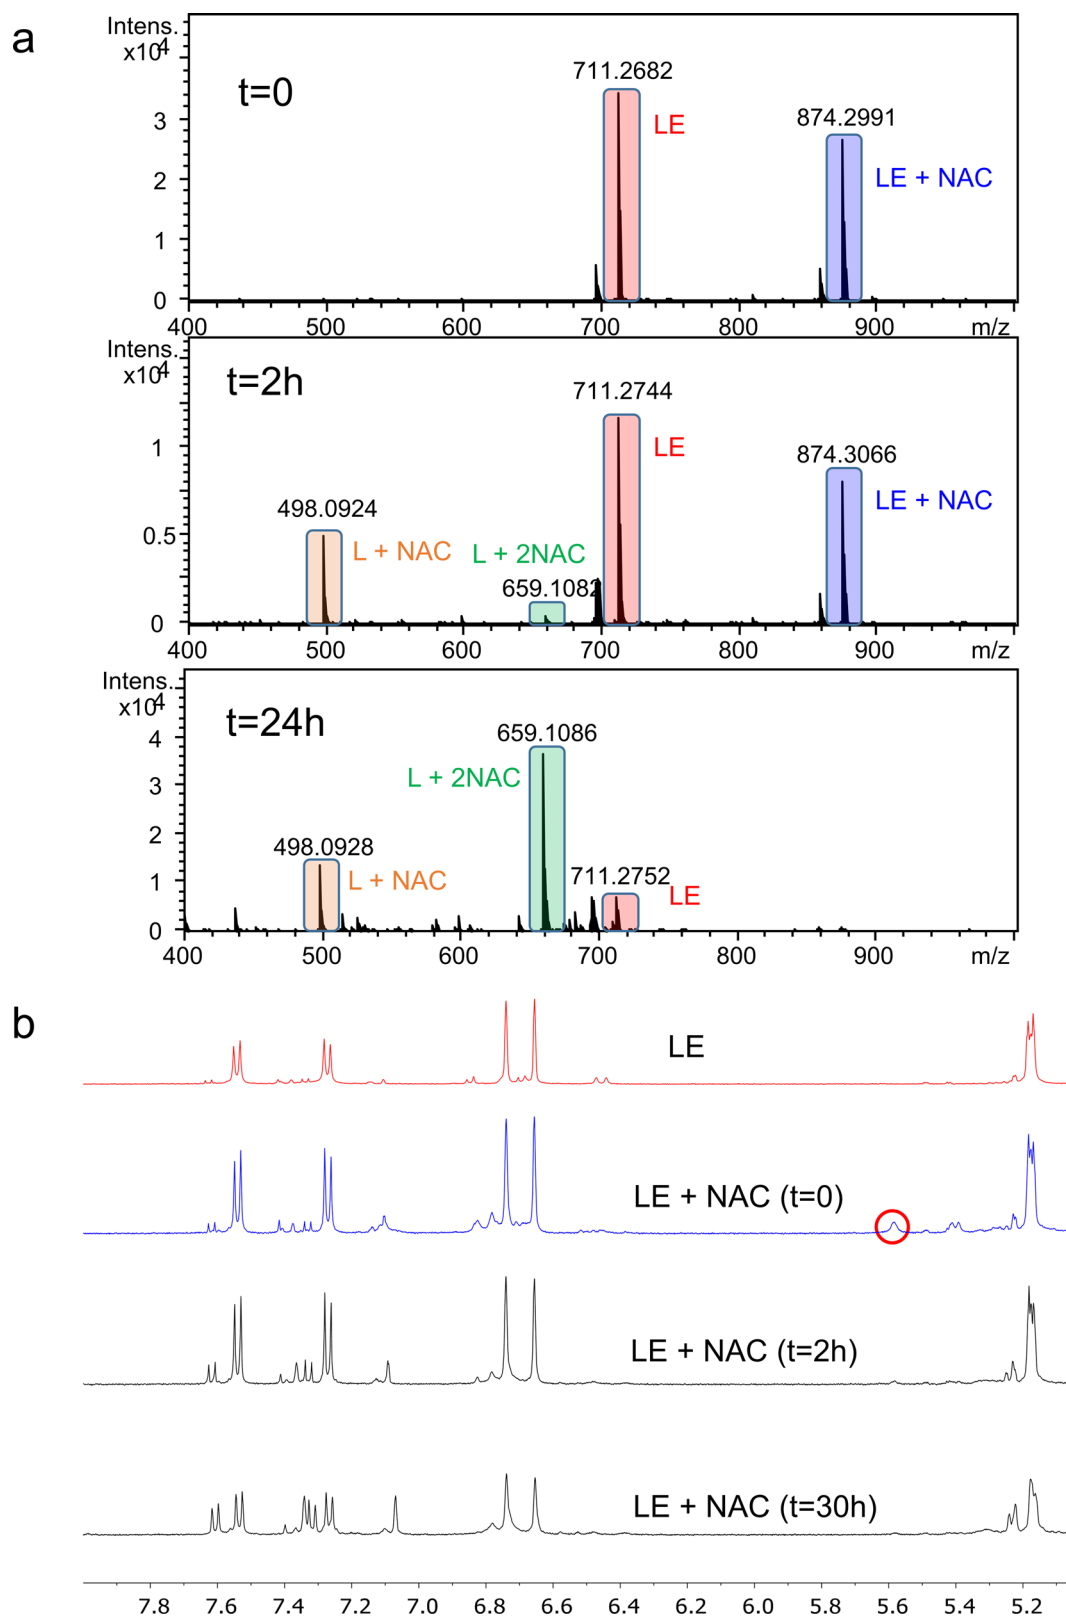 a
Intens.
x10⁴
t=0
711.2682
LE
874.2991
LE + NAC
3
2
1
0
400 500 600 700 800 900 m/z
Intens.
x10⁴
t=2h
711.2744
LE
874.3066
LE + NAC
498.0924
L + NAC
L + 2NAC
659.1082
1
0.5
0
400 500 600 700 800 900 m/z
Intens.
x10⁴
t=24h
659.1086
L + 2NAC
498.0928
L + NAC
711.2752
LE
4
3
2
1
0
400 500 600 700 800 900 m/z
b
LE
LE + NAC (t=0)
LE + NAC (t=2h)
LE + NAC (t=30h)
7.8 7.6 7.4 7.2 7.0 6.8 6.6 6.4 6.2 6.0 5.8 5.6 5.4 5.2